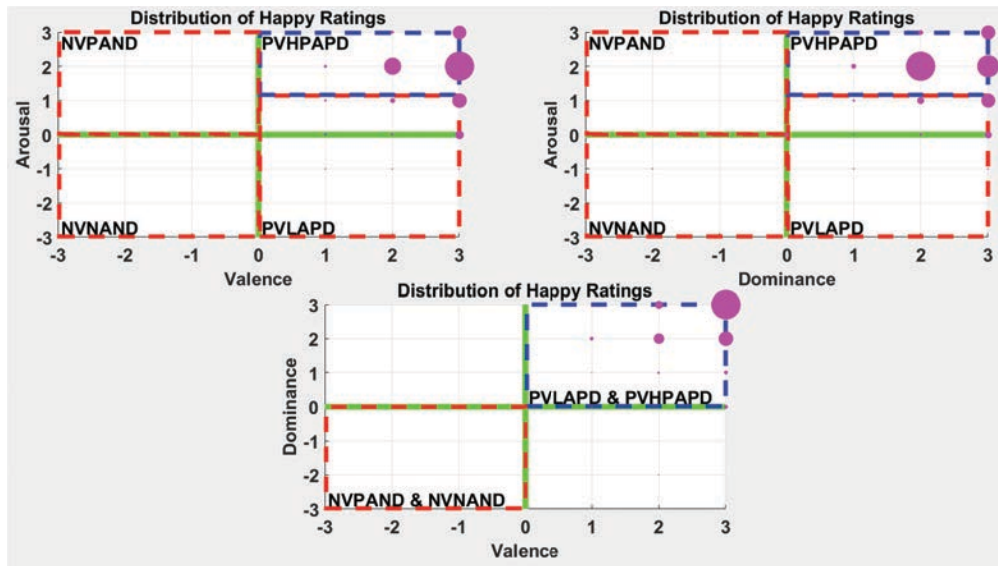 Distribution of Happy Ratings
3
NVPAND
PVHPAPD
2
1
0
-1
-2
NVNAND
PVLAPD
-3
-3 -2 -1 0 1 2 3
Arousal
Valence
Distribution of Happy Ratings
3
NVPAND
PVHPAPD
2
1
0
-1
-2
NVNAND
PVLAPD
-3
-3 -2 -1 0 1 2 3
Arousal
Dominance
Distribution of Happy Ratings
3
2
1
PVLAPD & PVHPAPD
0
-1
-2
NVPAND & NVNAND
-3
-3 -2 -1 0 1 2 3
Dominance
Valence